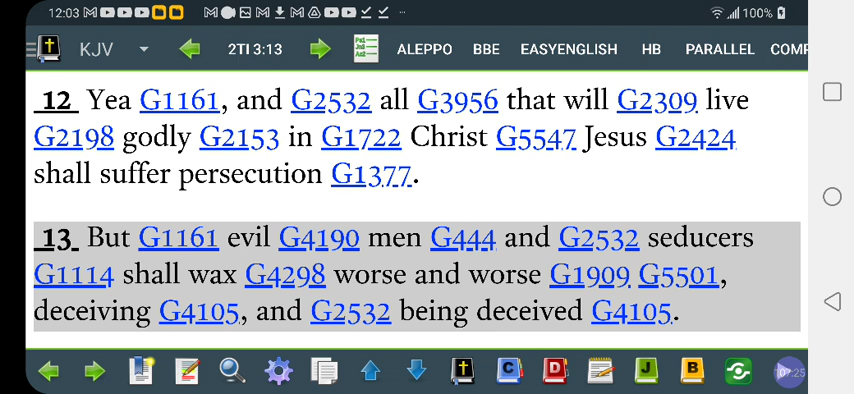 12:03 100%
KJV 2TI 3:13 ALEPPO BBE EASYENGLISH HB PARALLEL COMP
12 Yea G1161, and G2532 all G3956 that will G2309 live
G2198 godly G2153 in G1722 Christ G5547 Jesus G2424
shall suffer persecution G1377.
13 But G1161 evil G4190 men G444 and G2532 seducers
G1114 shall wax G4298 worse and worse G1909 G5501,
deceiving G4105, and G2532 being deceived G4105.
C D J B